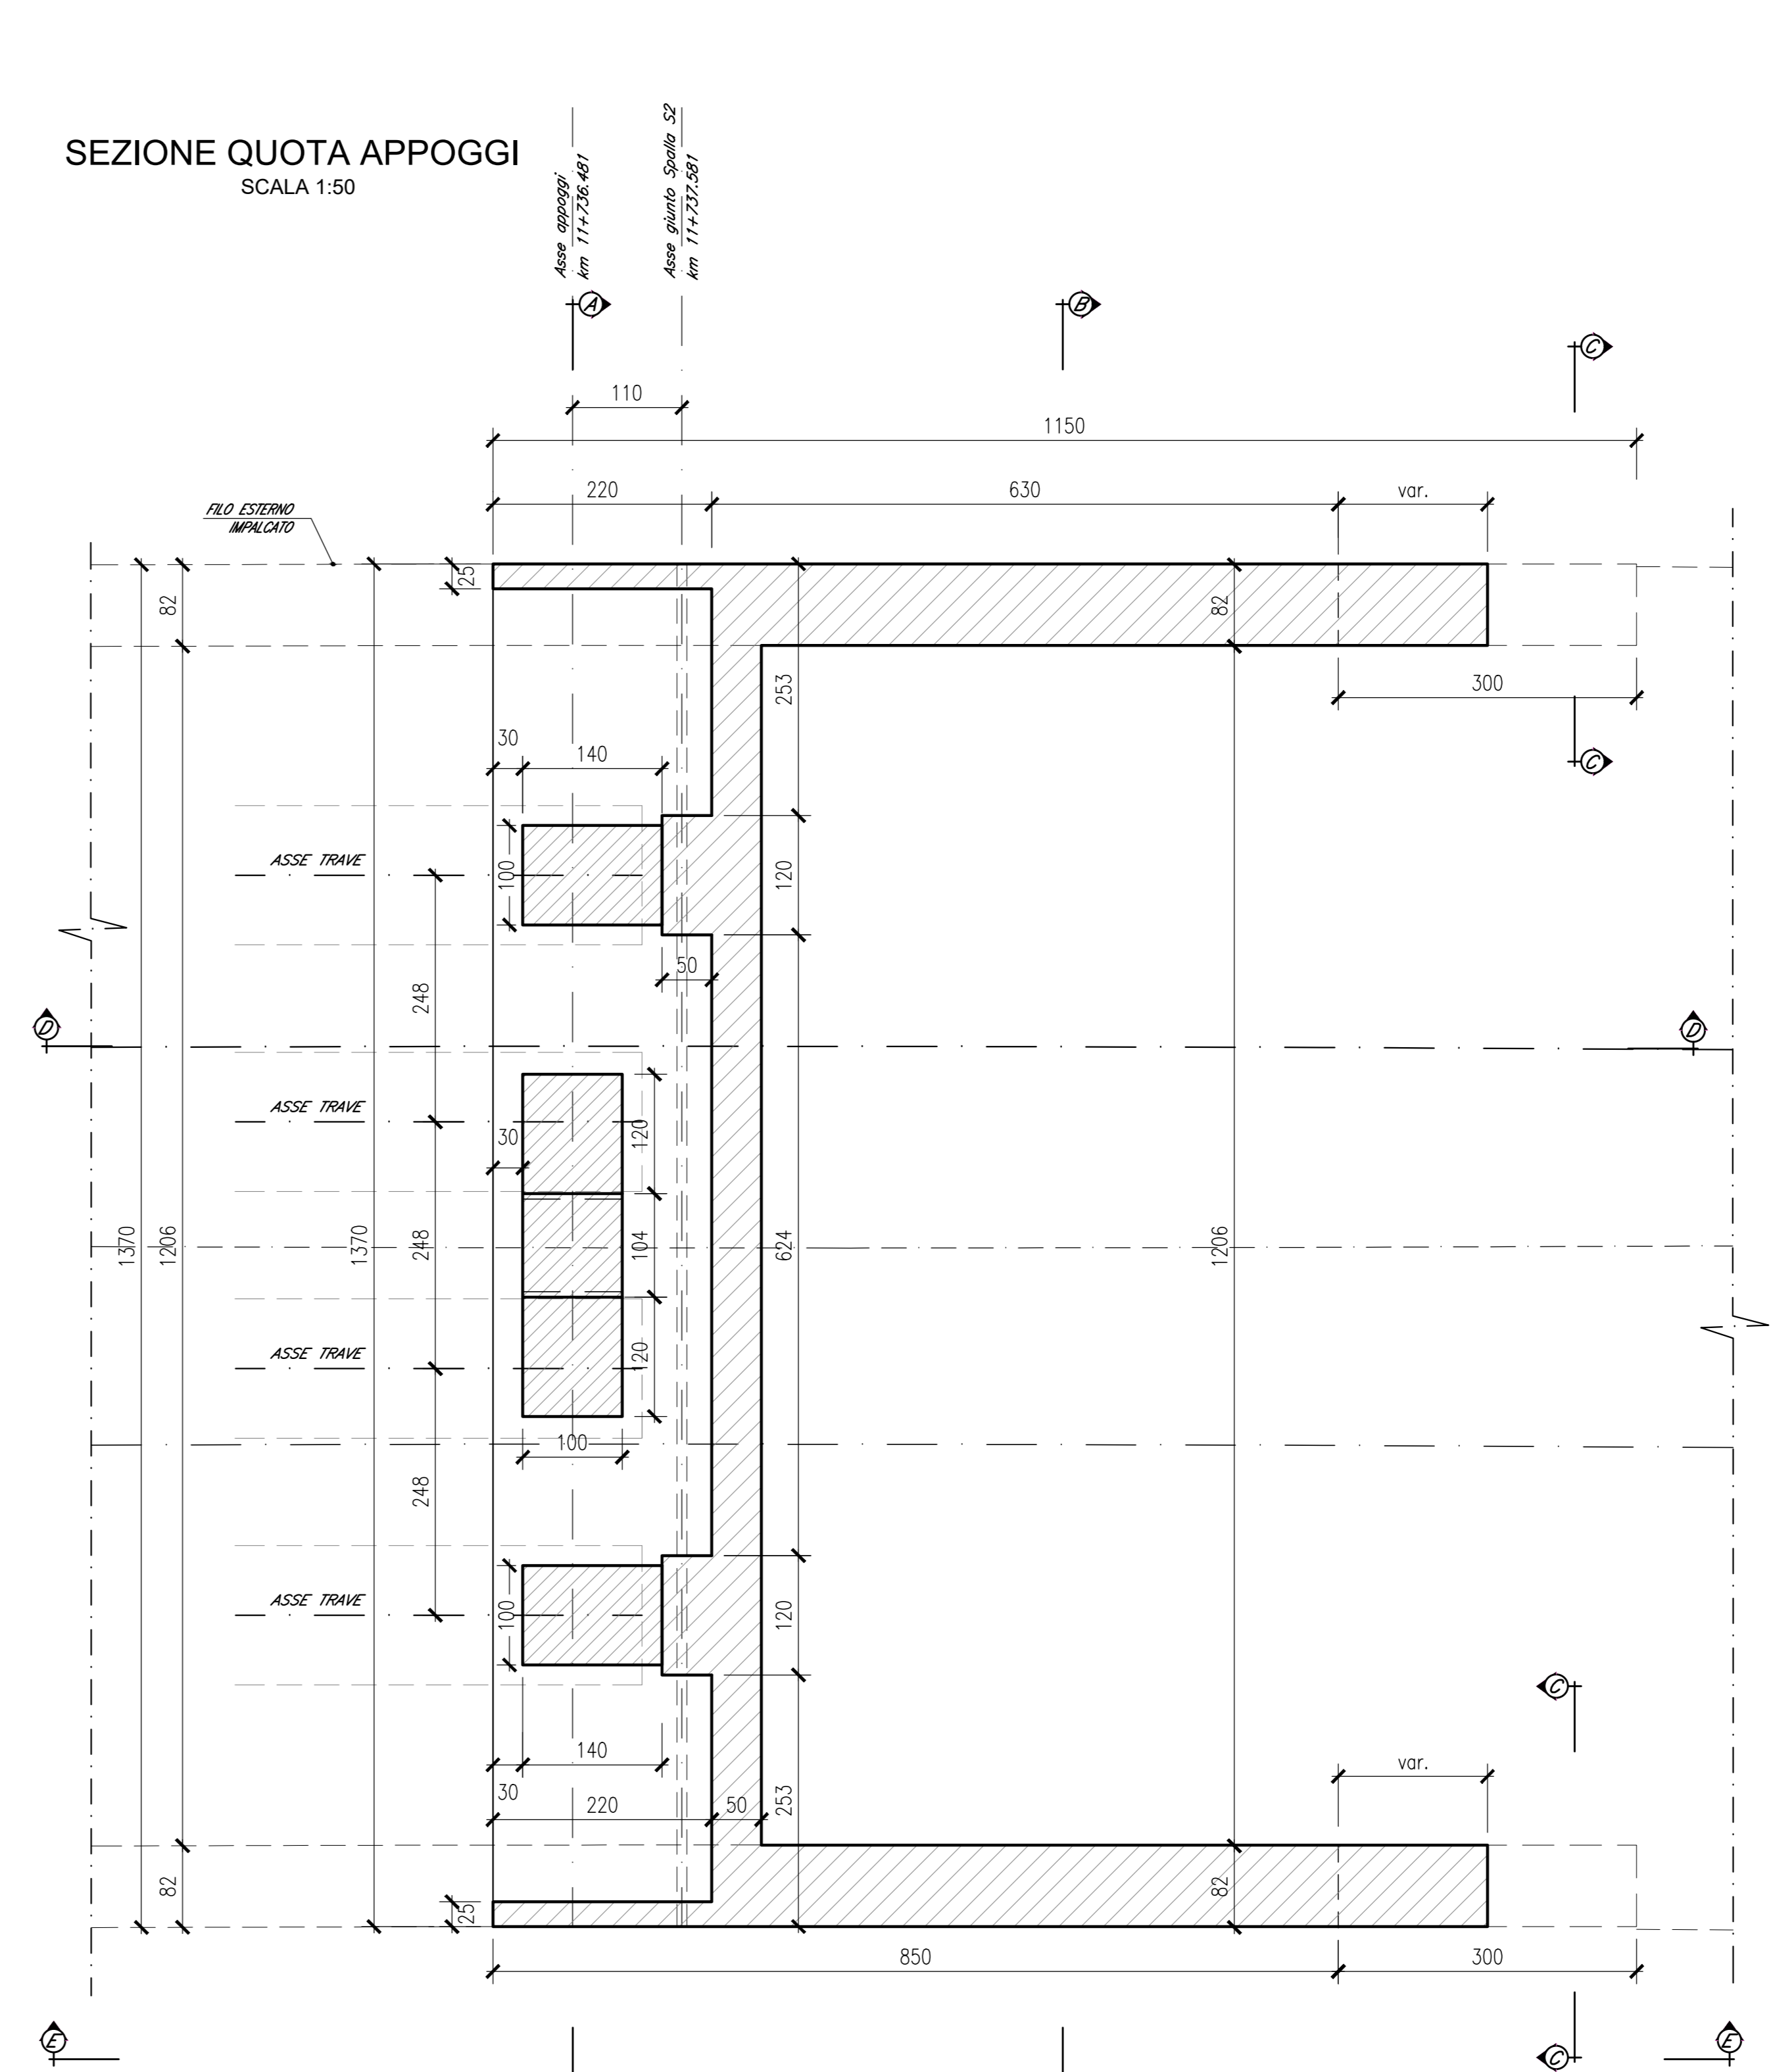 SEZIONE QUOTA APPOGGI
SCALA 1:50
Asse appoggi
km 11+736.481
Asse giunto Spalla S2
km 11+737.581
A
B
C
110
1150
220
630
var.
FILO ESTERNO
IMPALCATO
25
82
82
253
300
30
140
C
ASSE TRAVE
100
120
50
248
D
D
ASSE TRAVE
30
120
1370
1206
1370
248
104
624
1206
ASSE TRAVE
120
100
248
ASSE TRAVE
100
120
C
140
var.
30
220
50
253
82
25
82
850
300
E
C
E